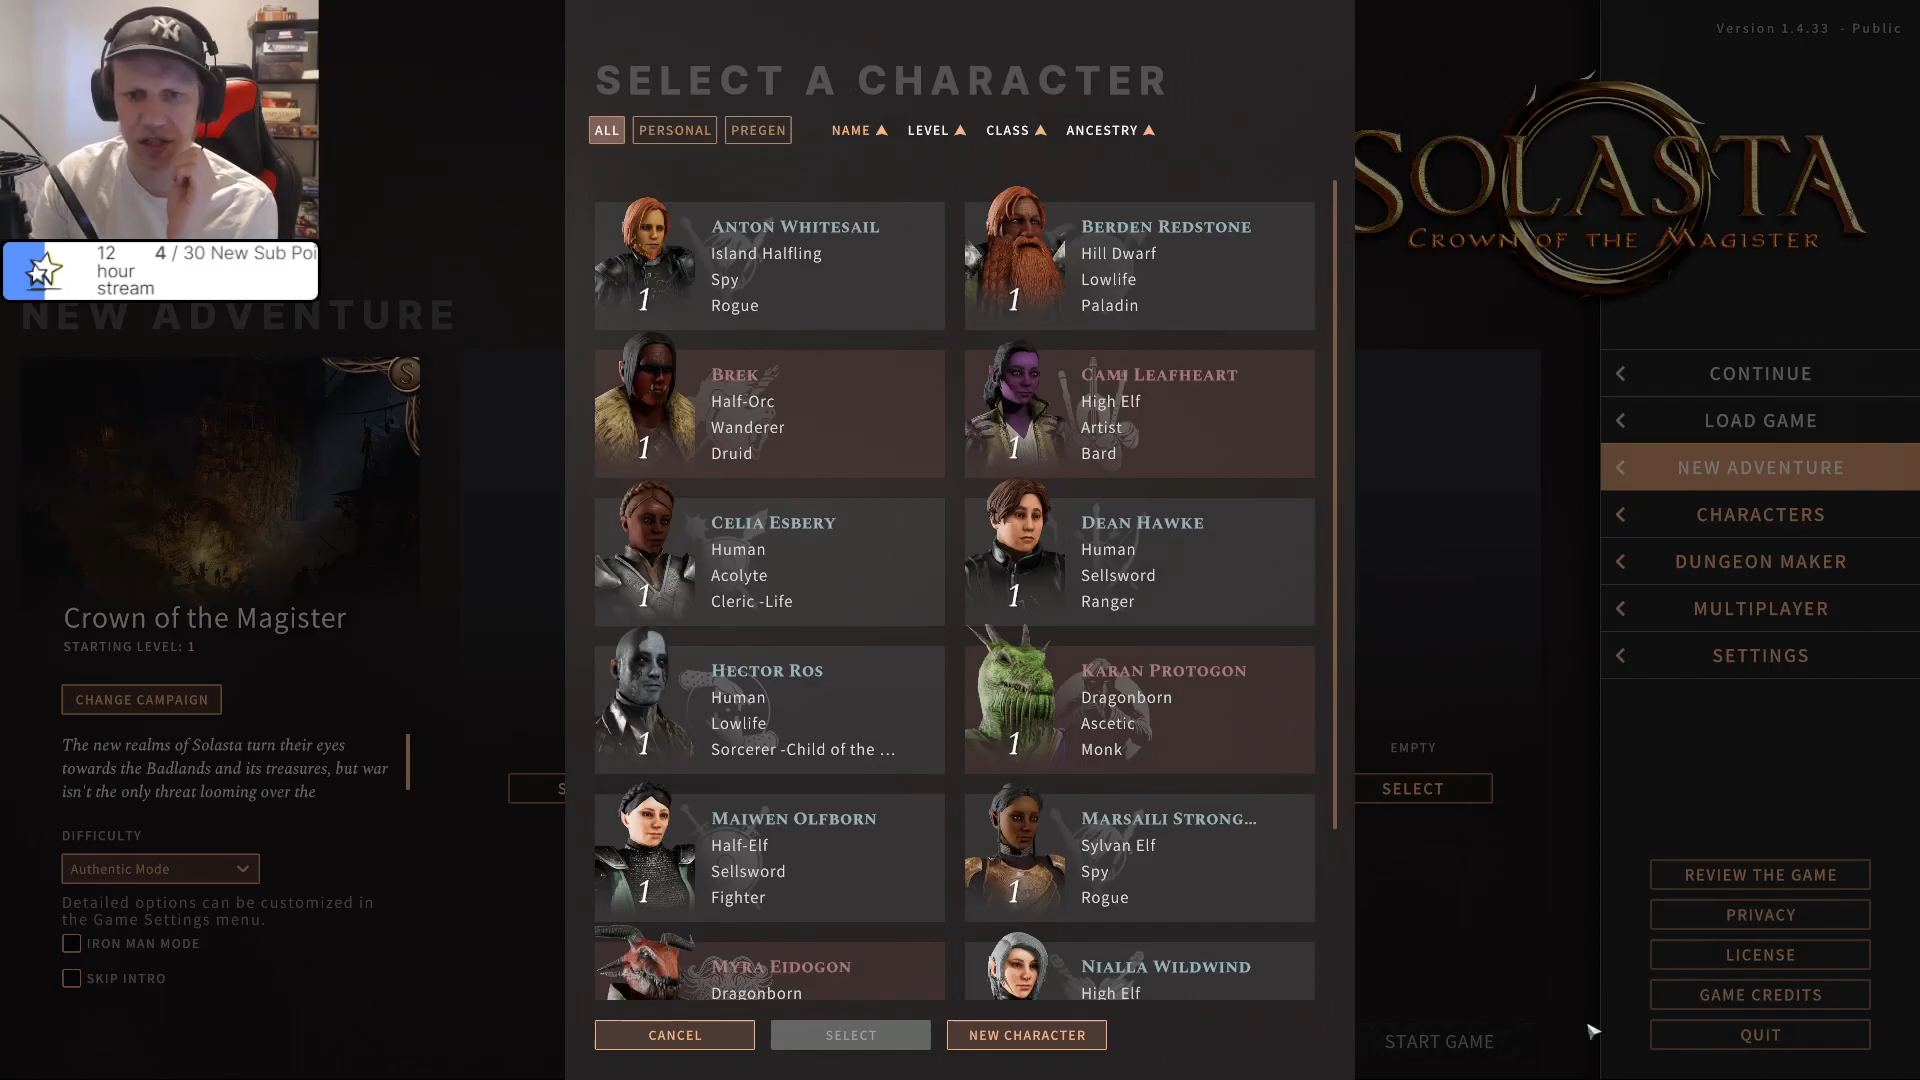 Version 1.4.33 - Public
SELECT A CHARACTER
ALL
PERSONAL
PREGEN
NAME
LEVEL
CLASS
ANCESTRY
SOLASTA
CROWN OF THE MAGISTER
12 hour stream
4 / 30 New Sub Poi
NEW ADVENTURE
S
Crown of the Magister
STARTING LEVEL: 1
CHANGE CAMPAIGN
The new realms of Solasta turn their eyes
towards the Badlands and its treasures, but war
isn't the only threat looming over the
DIFFICULTY
Authentic Mode
Detailed options can be customized in
the Game Settings menu.
IRON MAN MODE
SKIP INTRO
ANTON WHITESAIL
Island Halfling
Spy
Rogue
1
BERDEN REDSTONE
Hill Dwarf
Lowlife
Paladin
1
BREK
Half-Orc
Wanderer
Druid
1
CAMI LEAFHEART
High Elf
Artist
Bard
1
CELIA ESBERY
Human
Acolyte
Cleric -Life
1
DEAN HAWKE
Human
Sellsword
Ranger
1
HECTOR ROS
Human
Lowlife
Sorcerer -Child of the ...
1
KARAN PROTOGON
Dragonborn
Ascetic
Monk
1
MAIWEN OLFBORN
Half-Elf
Sellsword
Fighter
1
MARSAILI STRONG...
Sylvan Elf
Spy
Rogue
1
MYRA EIDOGON
Dragonborn
NIALLA WILDWIND
High Elf
CANCEL
SELECT
NEW CHARACTER
S
EMPTY
SELECT
START GAME
CONTINUE
LOAD GAME
NEW ADVENTURE
CHARACTERS
DUNGEON MAKER
MULTIPLAYER
SETTINGS
REVIEW THE GAME
PRIVACY
LICENSE
GAME CREDITS
QUIT